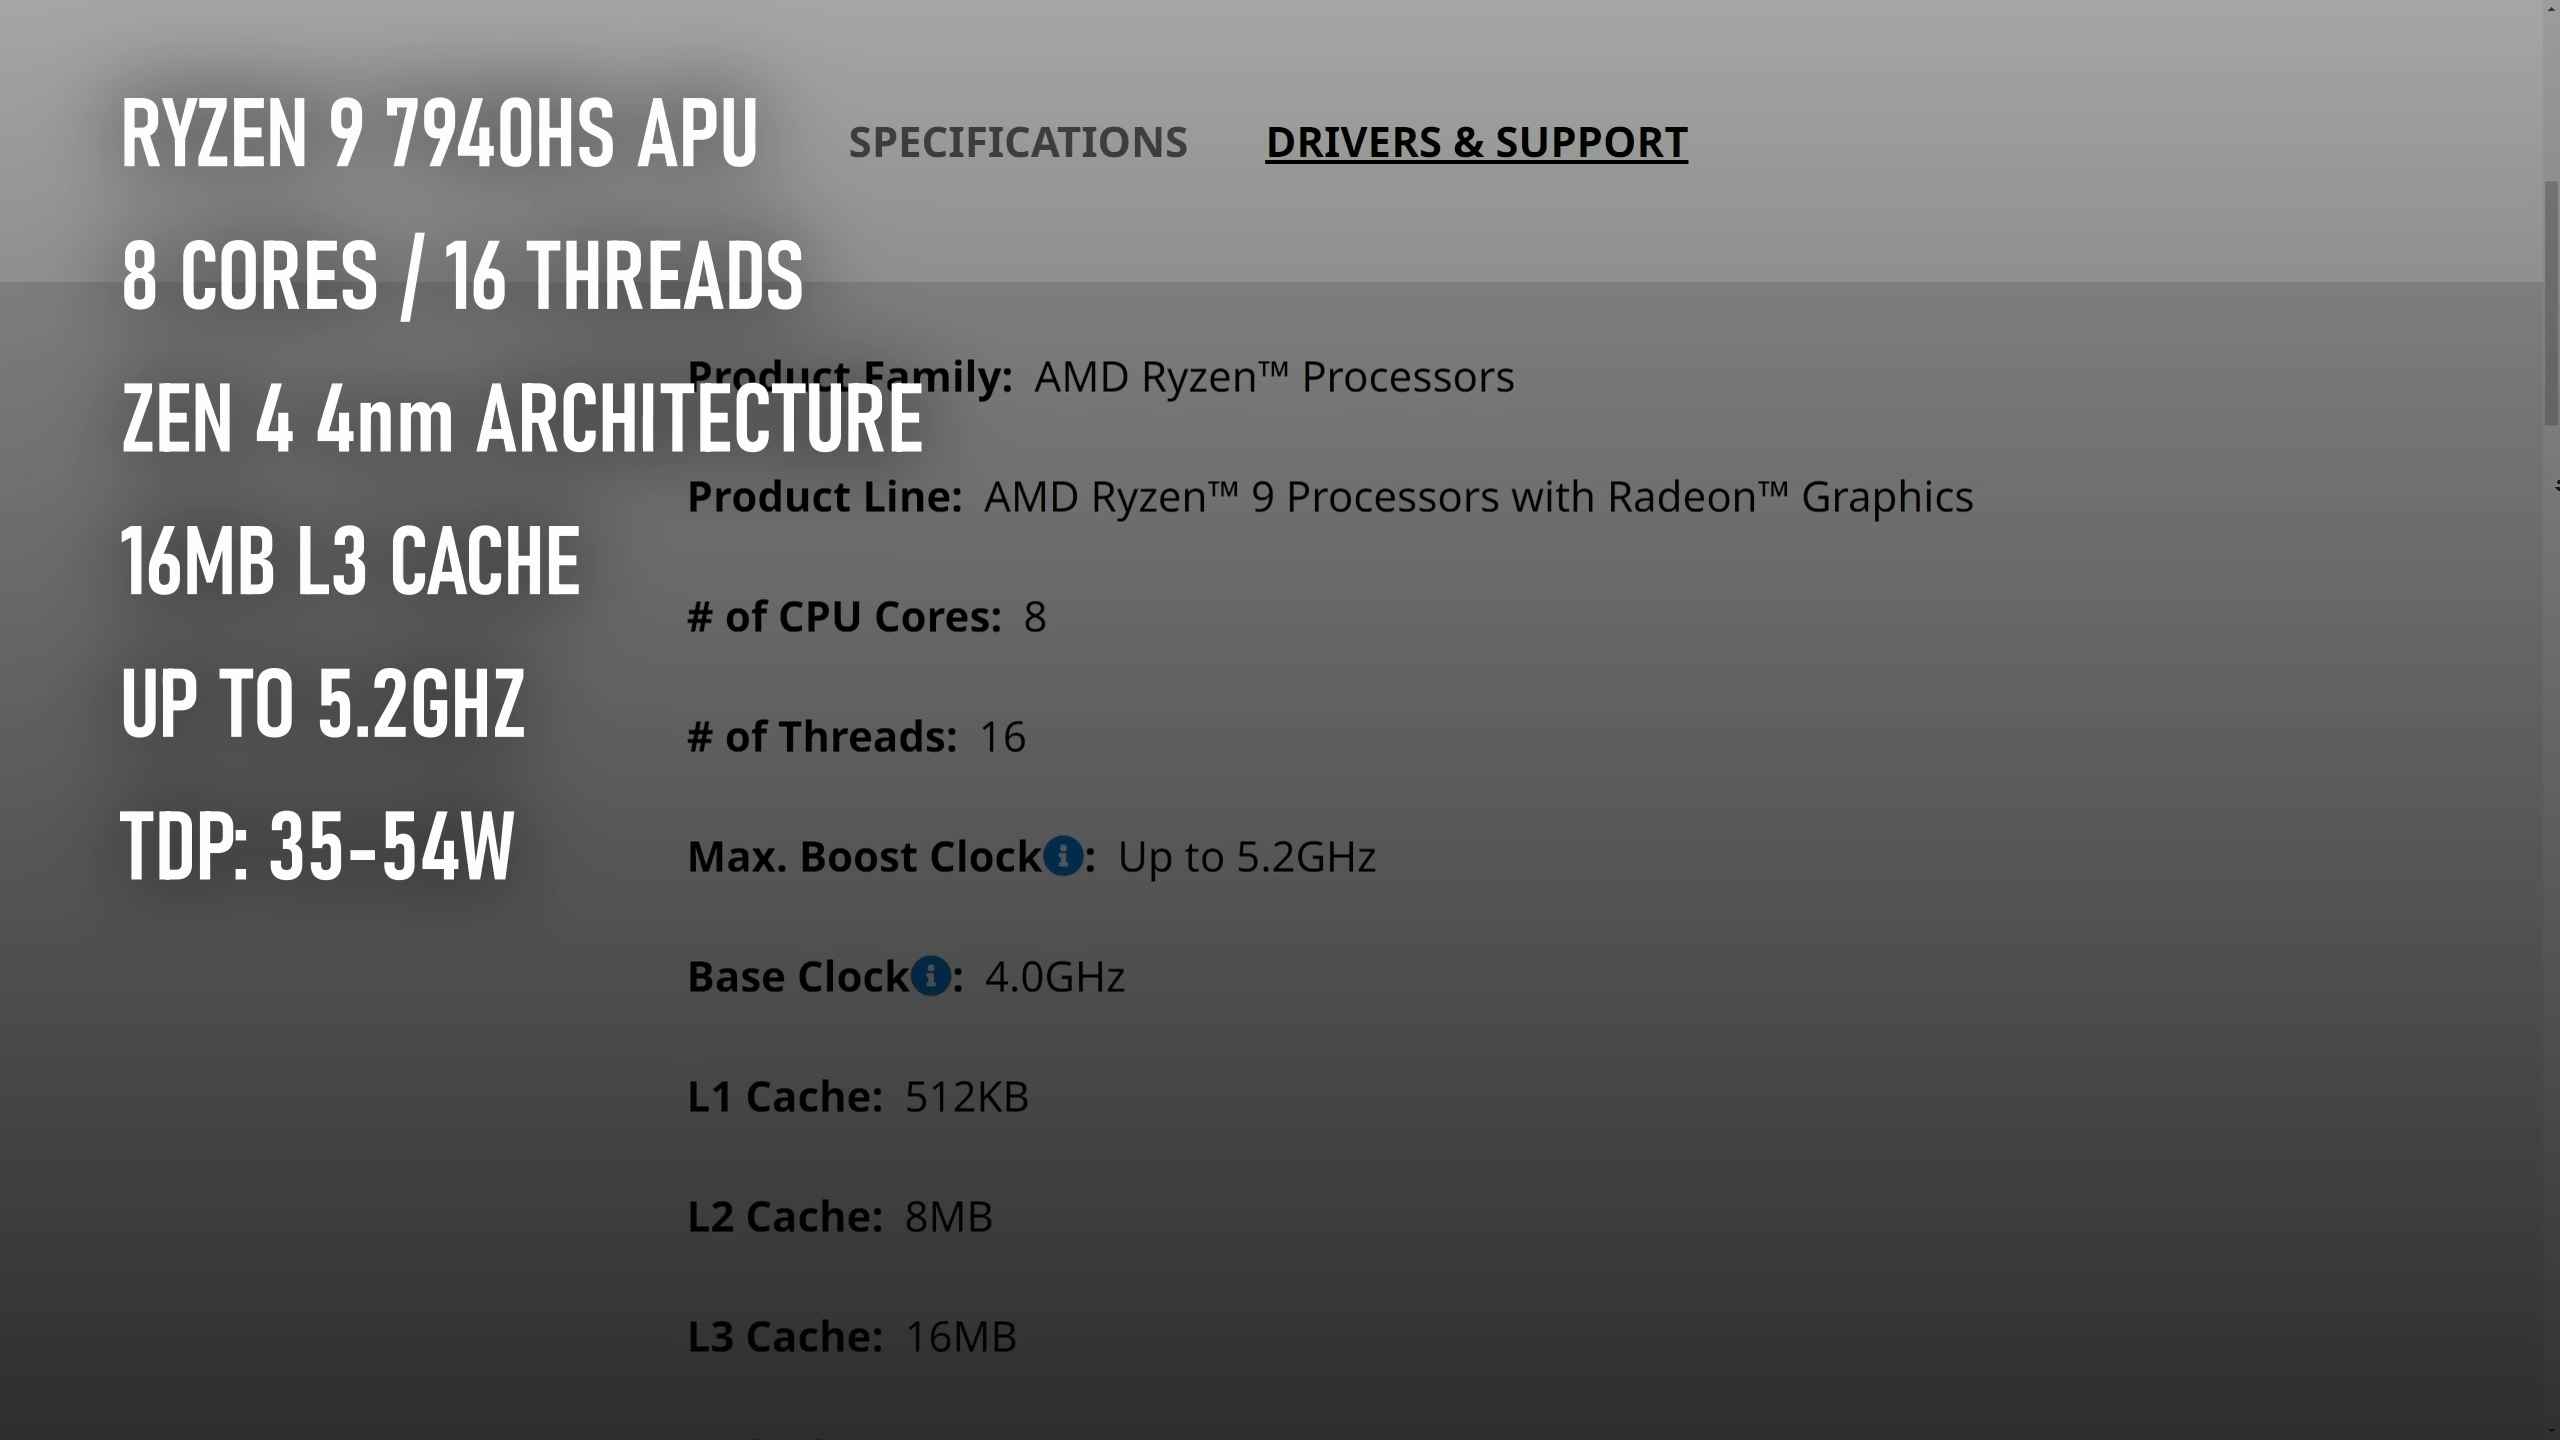 RYZEN 9 7940HS APU
8 CORES / 16 THREADS
ZEN 4 4nm ARCHITECTURE
16MB L3 CACHE
UP TO 5.2GHZ
TDP: 35-54W
SPECIFICATIONS DRIVERS & SUPPORT
Product Family: AMD Ryzen™ Processors
Product Line: AMD Ryzen™ 9 Processors with Radeon™ Graphics
# of CPU Cores: 8
# of Threads: 16
Max. Boost Clock: Up to 5.2GHz
Base Clock: 4.0GHz
L1 Cache: 512KB
L2 Cache: 8MB
L3 Cache: 16MB